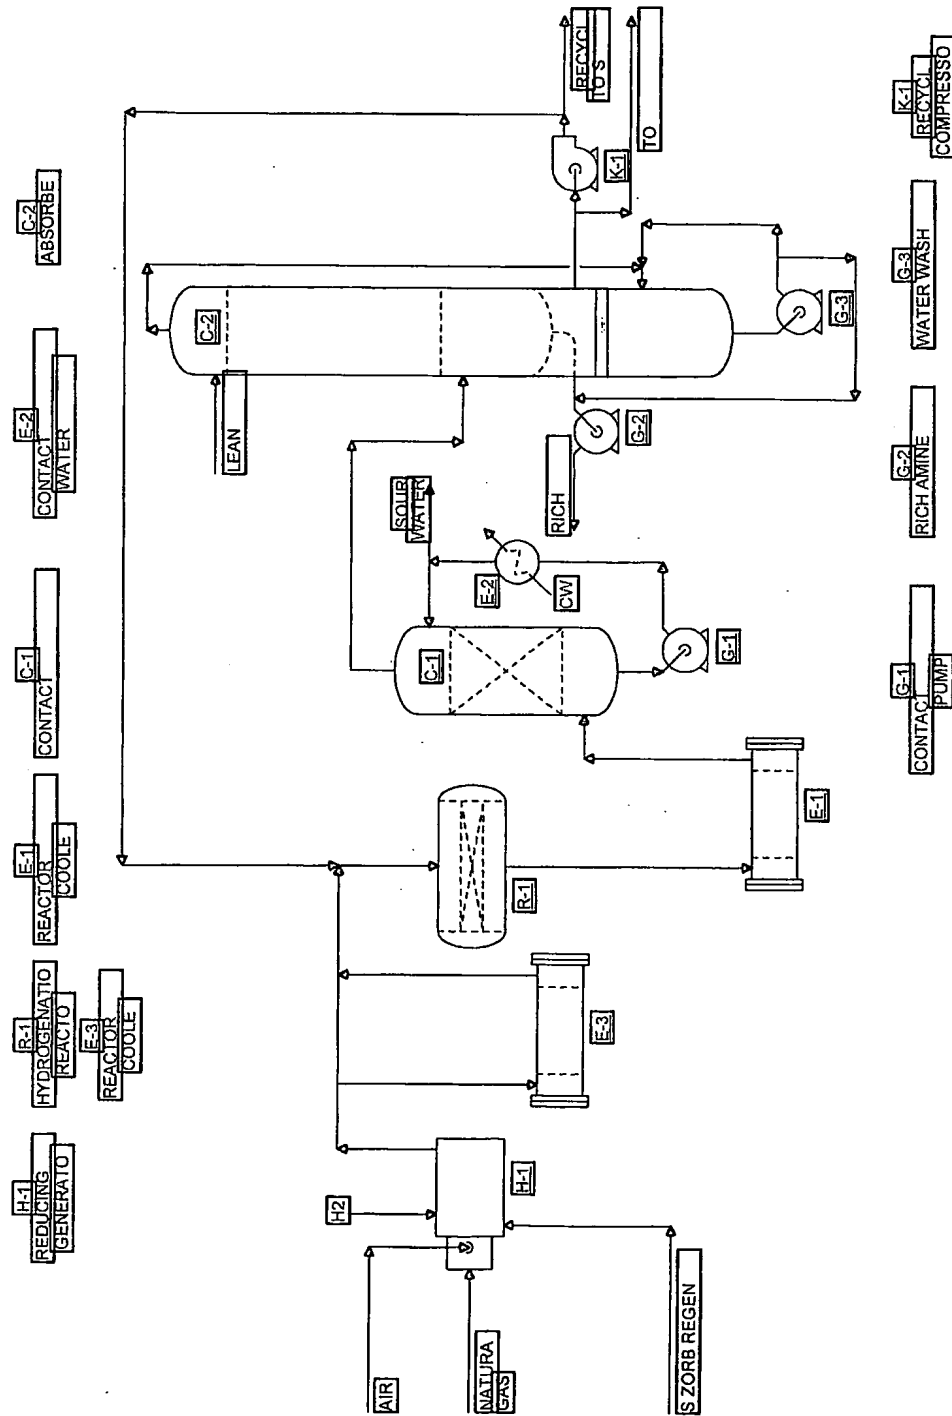 H-1
REDUCING
GENERATO
R-1
HYDROGENATIO
REACTO
E-3
REACTOR
COOLE
E-1
REACTOR
COOLE
C-1
CONTACT
E-2
CONTACT
WATER
C-2
ABSORBE
AIR
NATURA
GAS
S ZORB REGEN
H2
H-1
E-3
R-1
E-1
C-1
G-1
E-2
CW
SOUR
WATER
LEAN
RICH
G-2
C-2
G-3
K-1
RECYCL
TO S
TO
G-1
CONTACT
PUMP
G-2
RICH AMINE
G-3
WATER WASH
K-1
RECYCL
COMPRESSO